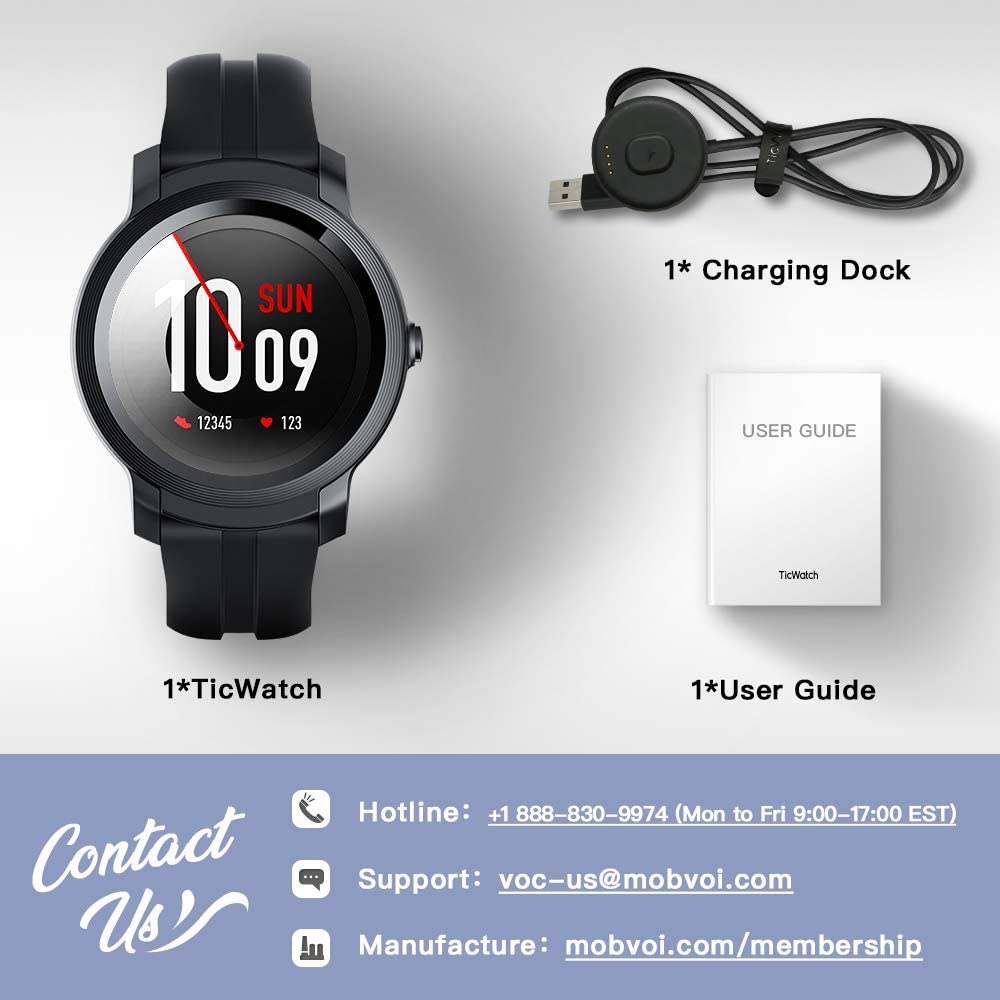 10
SUN
09
12345
123
1*TicWatch
TicW
1* Charging Dock
USER GUIDE
TicWatch
1*User Guide
Contact
Us
Hotline: +1 888-830-9974 (Mon to Fri 9:00-17:00 EST)
Support: voc-us@mobvoi.com
Manufacture: mobvoi.com/membership